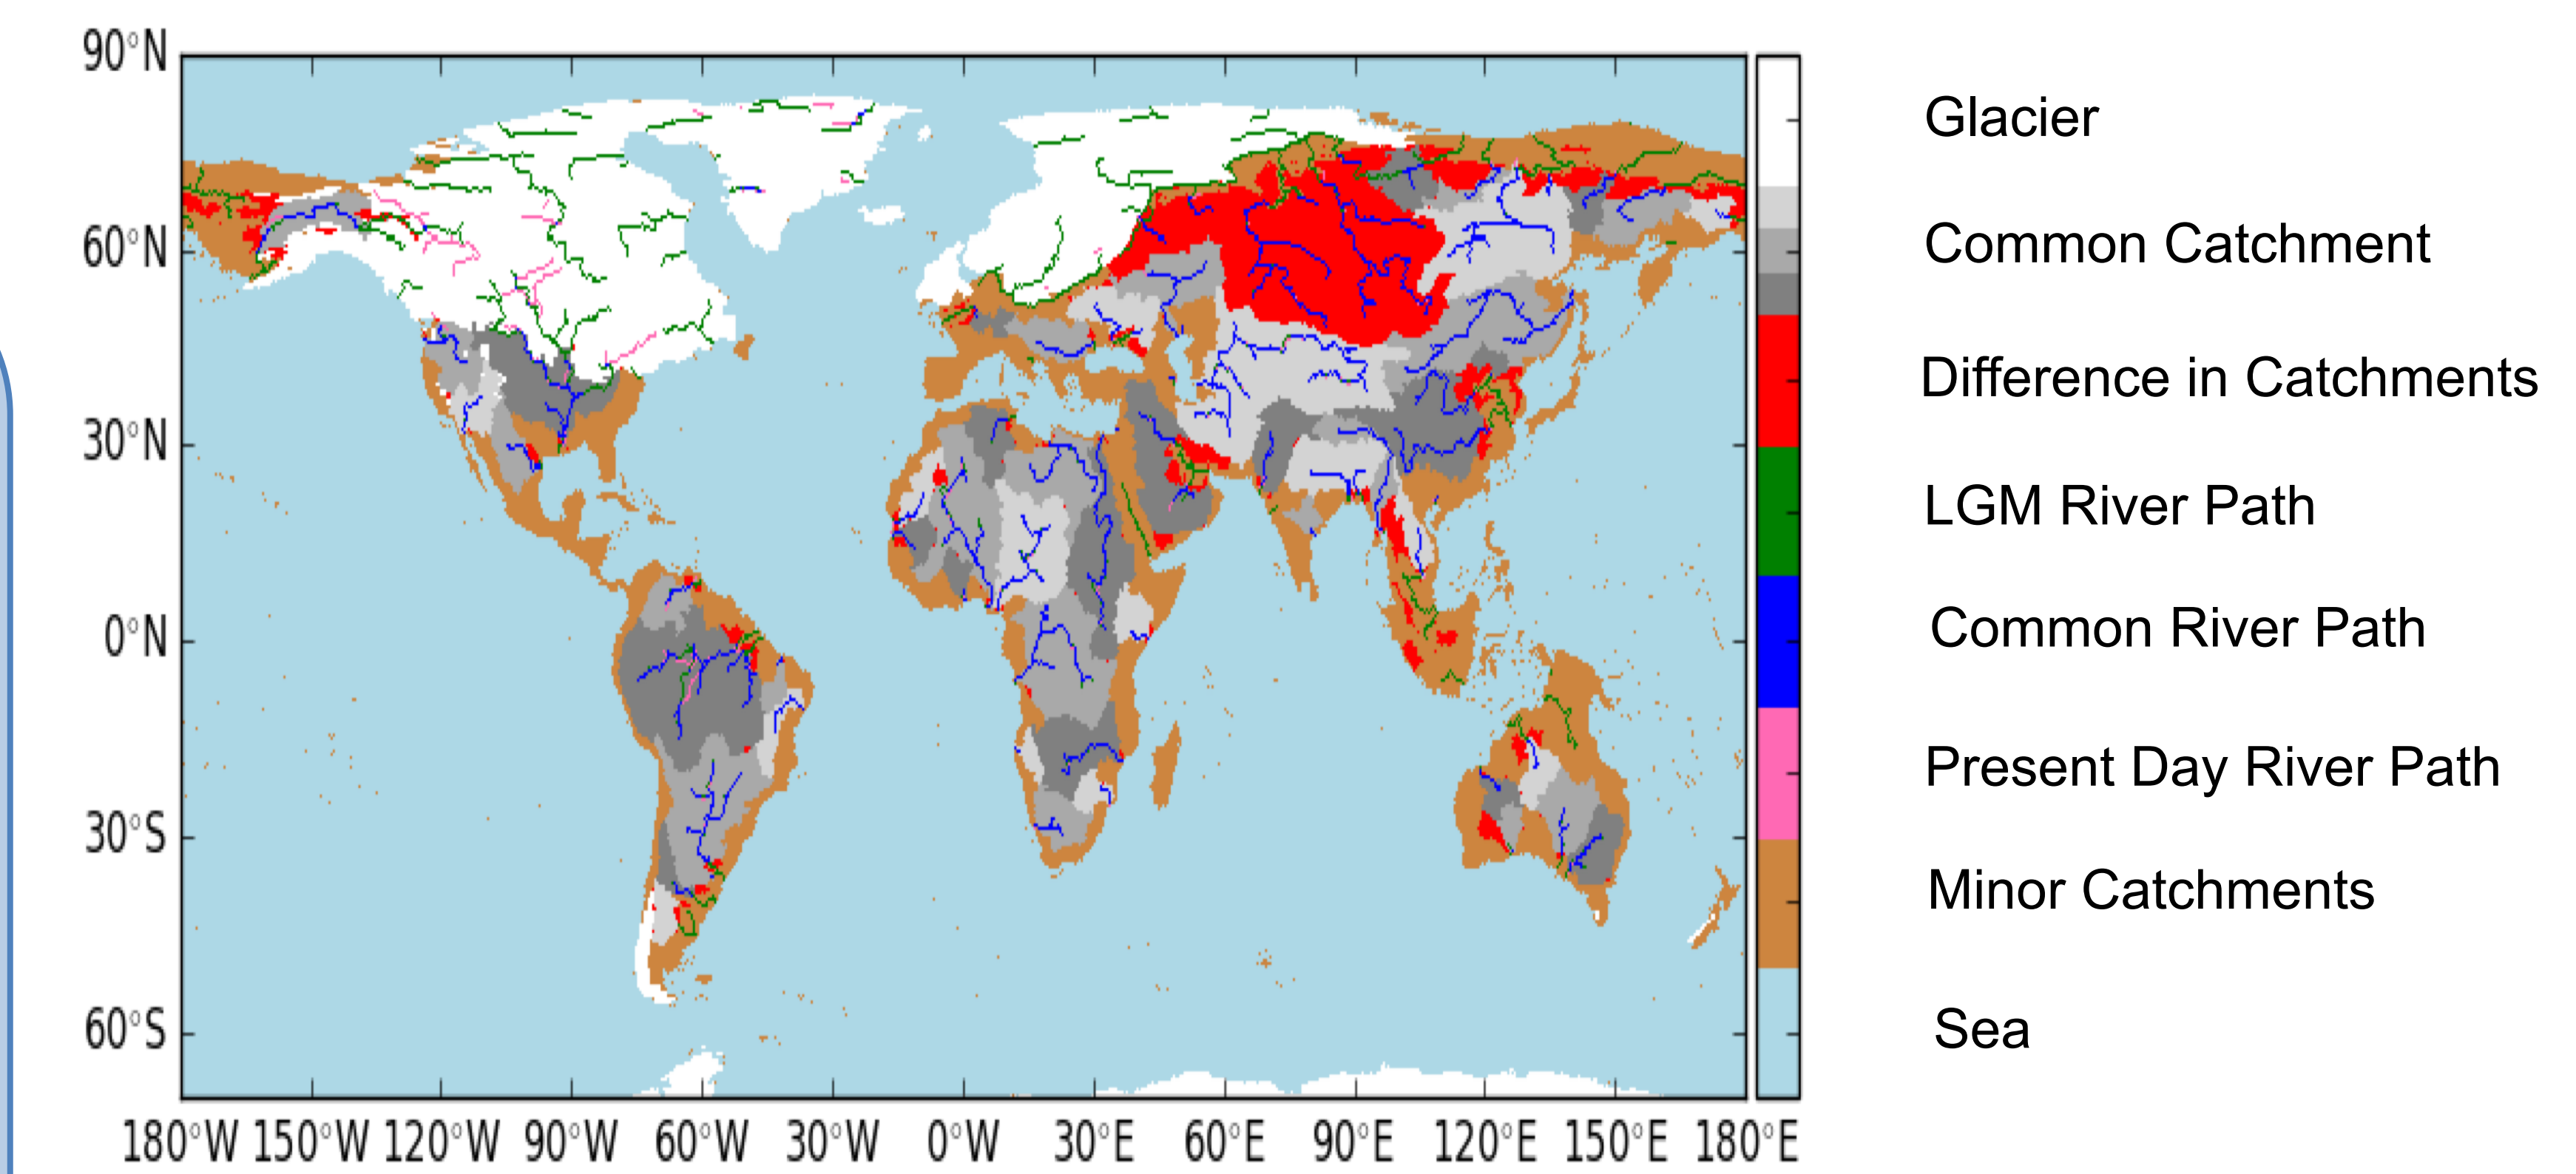 90°N
60°N
30°N
0°N
30°S
60°S
180°W 150°W 120°W 90°W 60°W 30°W 0°W 30°E 60°E 90°E 120°E 150°E 180°E
Glacier
Common Catchment
Difference in Catchments
LGM River Path
Common River Path
Present Day River Path
Minor Catchments
Sea